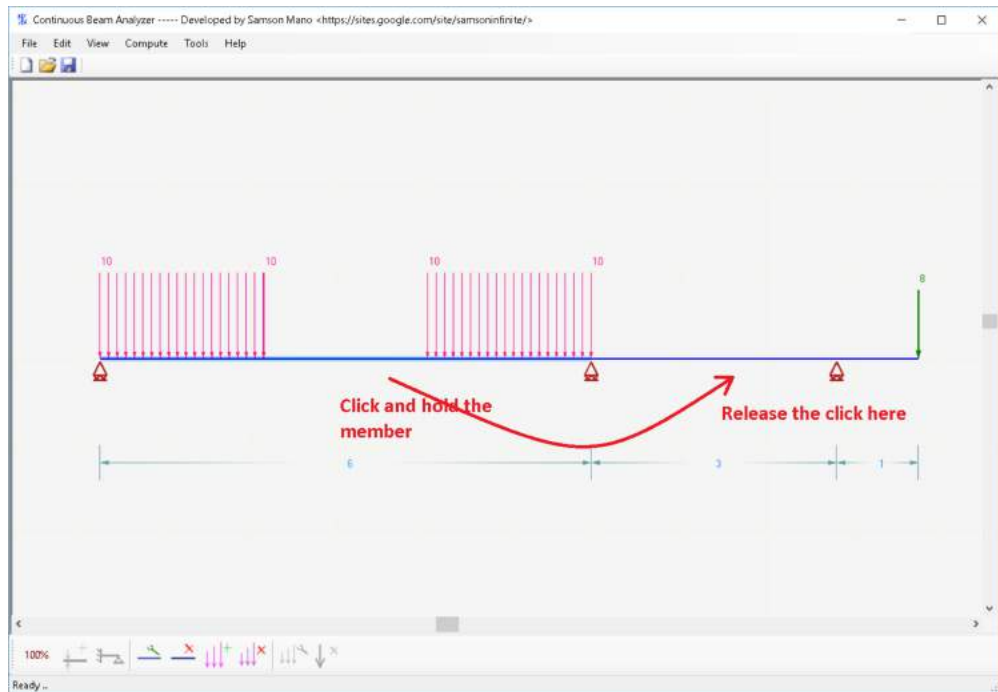 Continuous Beam Analyzer ----- Developed by Samson Mano <https://sites.google.com/site/samsoninfinite/>
File Edit View Compute Tools Help
8
10 10 10 10
Click and hold the
member
Release the click here
6 3 1
100%
Ready ..